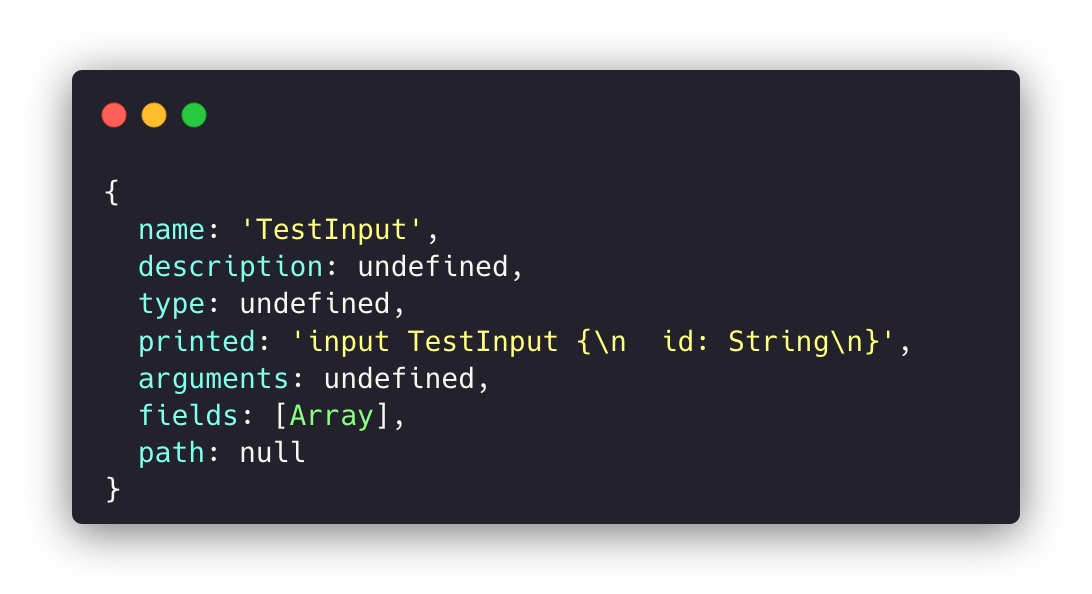 {
  name: 'TestInput',
  description: undefined,
  type: undefined,
  printed: 'input TestInput {\n  id: String\n}',
  arguments: undefined,
  fields: [Array],
  path: null
}